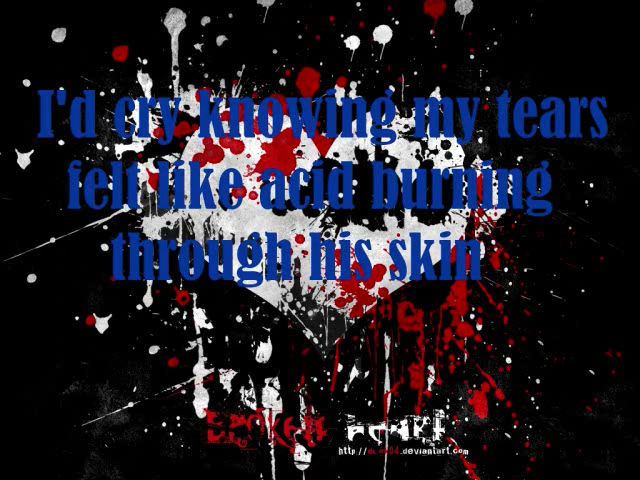 I'd cry knowing my tears
felt like acid burning
through his skin
BROKEN HEART